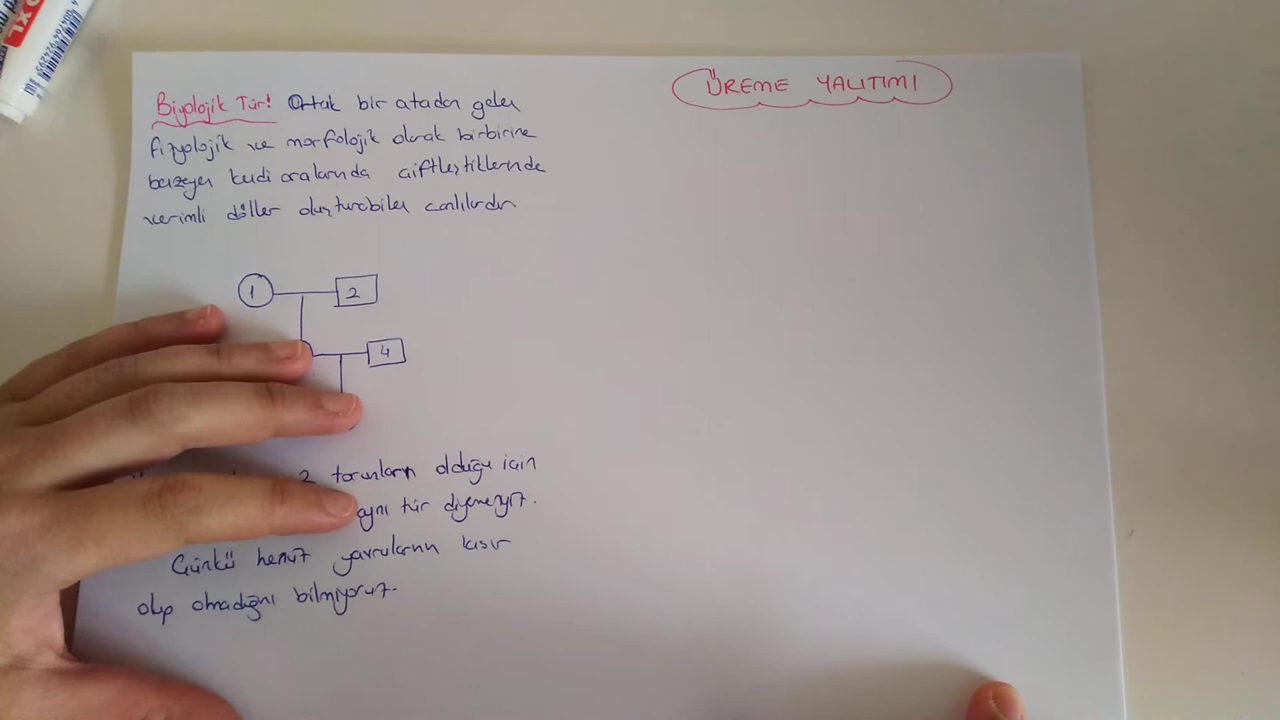 ÜREME YALITIMI
Biyolojik Tür! Ortak bir atadan gelen
fizyolojik ve morfolojik olarak birbirine
benzeyen kendi aralarında çiftleştiklerinde
verimli döller oluşturabilen canlılardır.
1 2
4
2 torunların olduğu için
aynı tür diyemeyiz.
Çünkü henüz yavruların kısır
olup olmadığını bilmiyoruz.
XL